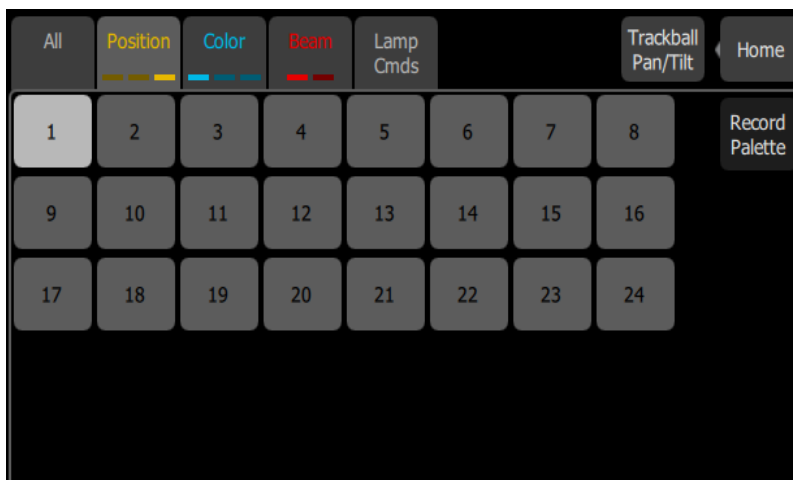 All Position Color Beam Lamp Cmds Trackball Pan/Tilt Home
1 2 3 4 5 6 7 8 Record Palette
9 10 11 12 13 14 15 16
17 18 19 20 21 22 23 24